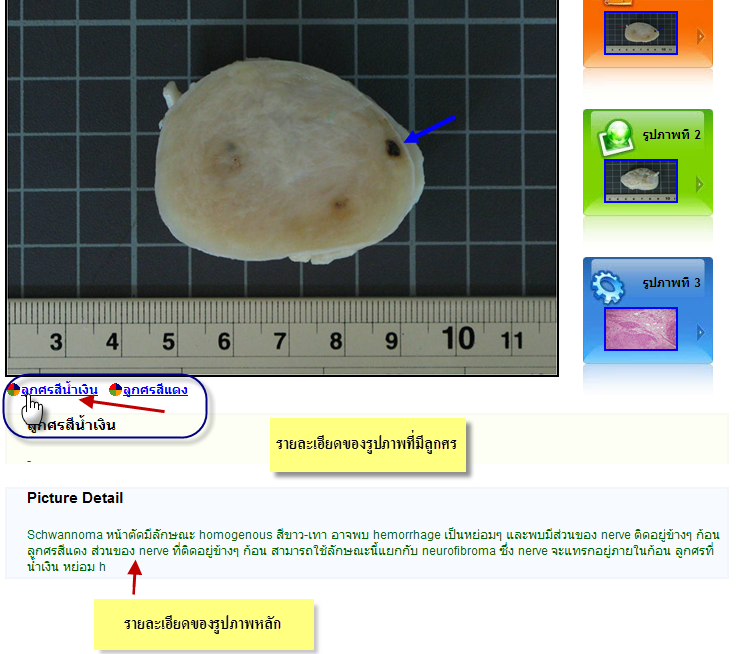 รูปภาพที่ 2
รูปภาพที่ 3
3 4 5 6 7 8 9 10 11
ลูกศรสีน้ำเงิน ลูกศรสีแดง
ลูกศรสีน้ำเงิน
-
รายละเอียดของรูปภาพที่มีลูกศร
Picture Detail
Schwannoma หน้าตัดมีลักษณะ homogenous สีขาว-เทา อาจพบ hemorrhage เป็นหย่อมๆ และพบมีส่วนของ nerve ติดอยู่ข้างๆ ก้อน
ลูกศรสีแดง ส่วนของ nerve ที่ติดอยู่ข้างๆ ก้อน สามารถใช้ลักษณะนี้แยกกับ neurofibroma ซึ่ง nerve จะแทรกอยู่ภายในก้อน ลูกศรที่
น้ำเงิน หย่อม h
รายละเอียดของรูปภาพหลัก